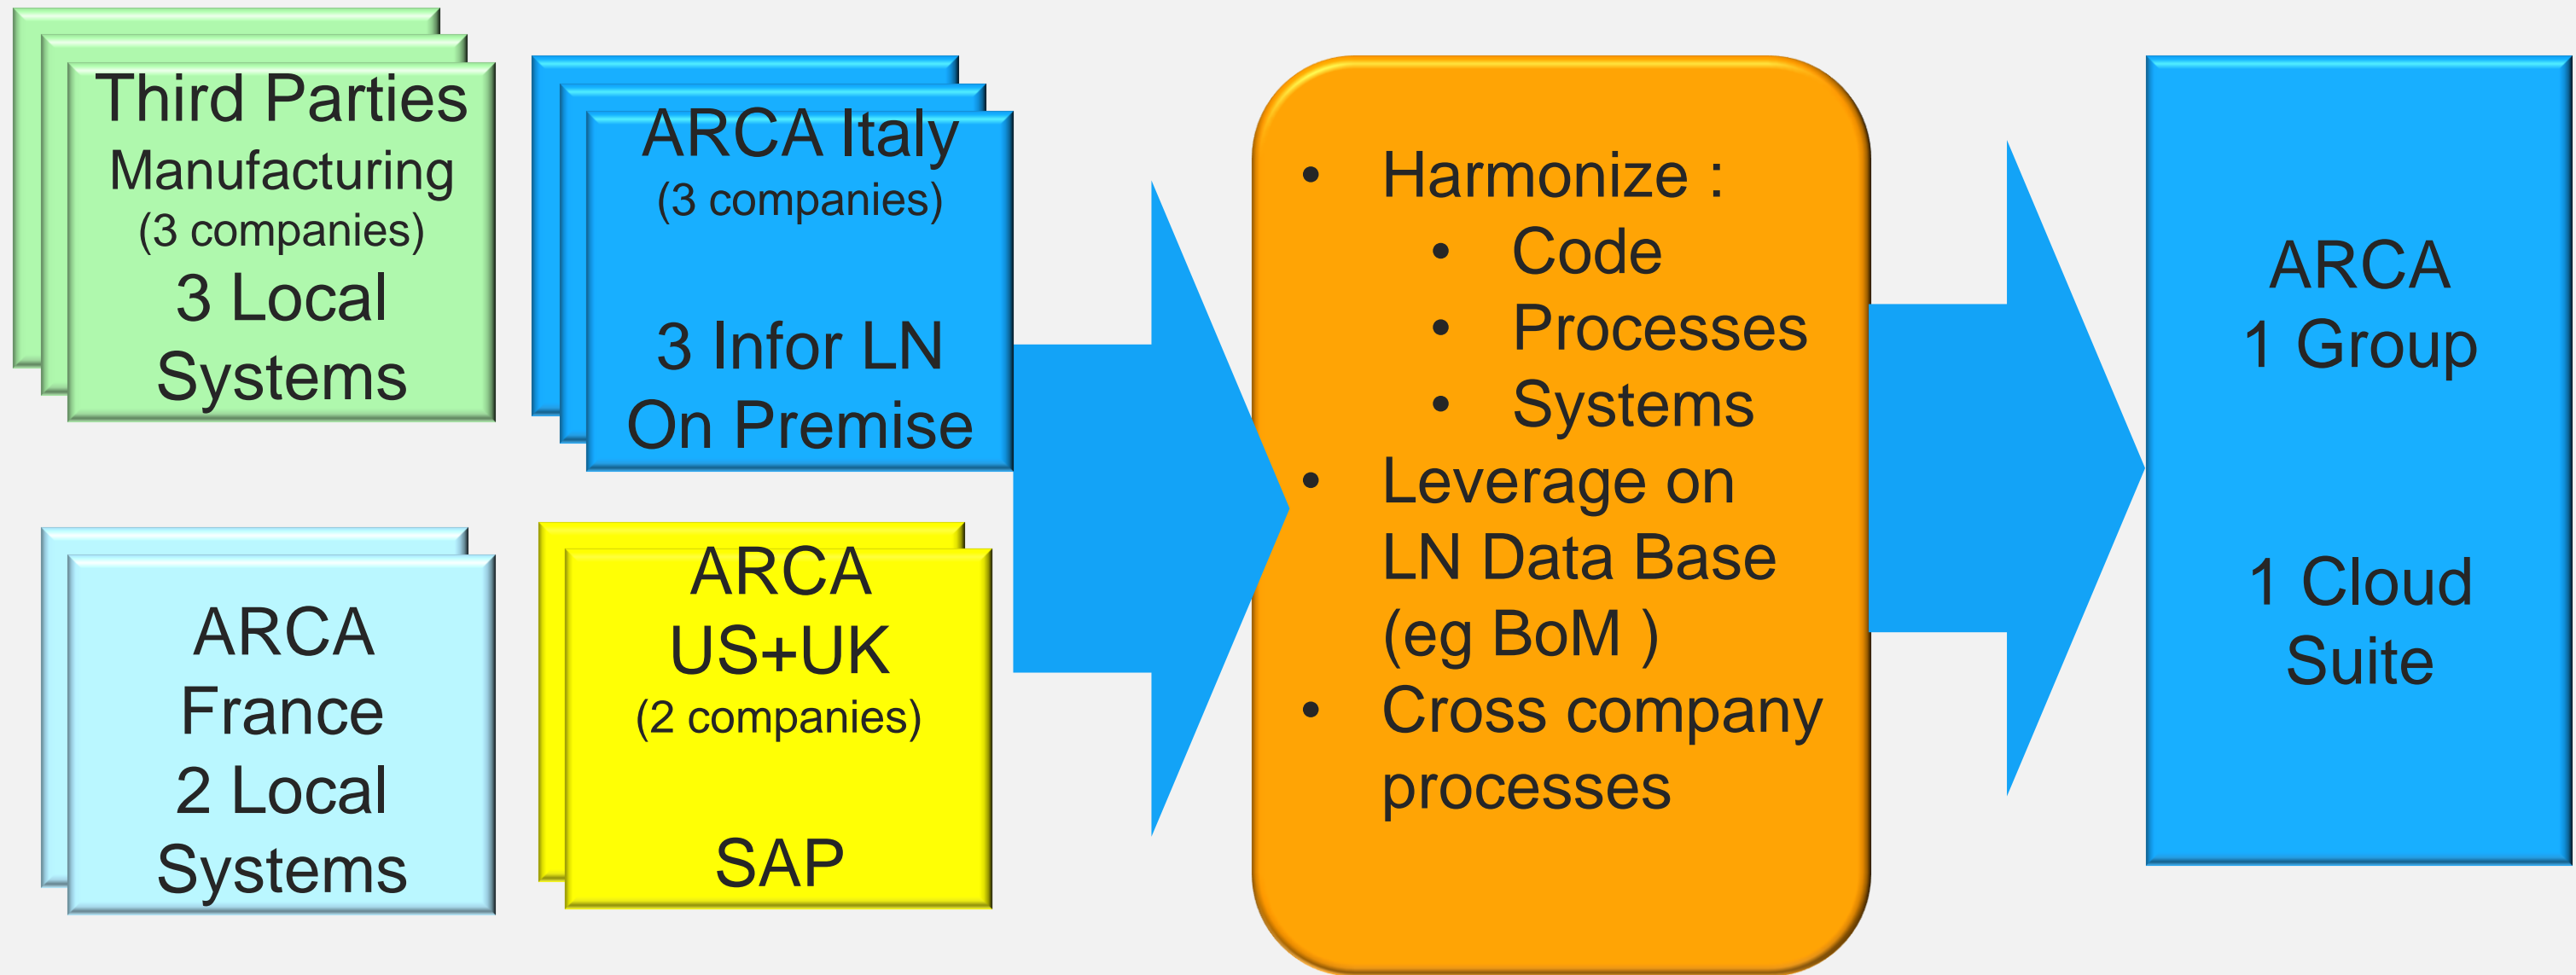 Third Parties
Manufacturing
(3 companies)
3 Local
Systems
ARCA Italy
(3 companies)
3 Infor LN
On Premise
ARCA
France
2 Local
Systems
ARCA
US+UK
(2 companies)
SAP
• Harmonize :
• Code
• Processes
• Systems
• Leverage on
LN Data Base
(eg BoM )
• Cross company
processes
ARCA
1 Group
1 Cloud
Suite